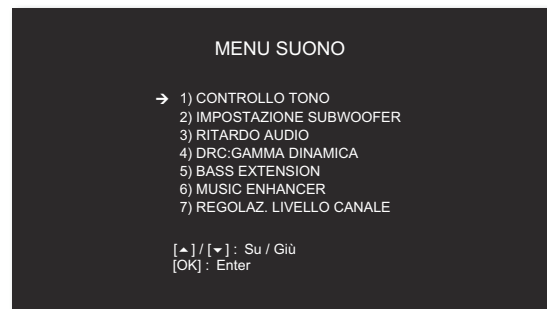 MENU SUONO
→ 1) CONTROLLO TONO
2) IMPOSTAZIONE SUBWOOFER
3) RITARDO AUDIO
4) DRC:GAMMA DINAMICA
5) BASS EXTENSION
6) MUSIC ENHANCER
7) REGOLAZ. LIVELLO CANALE
[▲] / [▼] : Su / Giù
[OK] : Enter